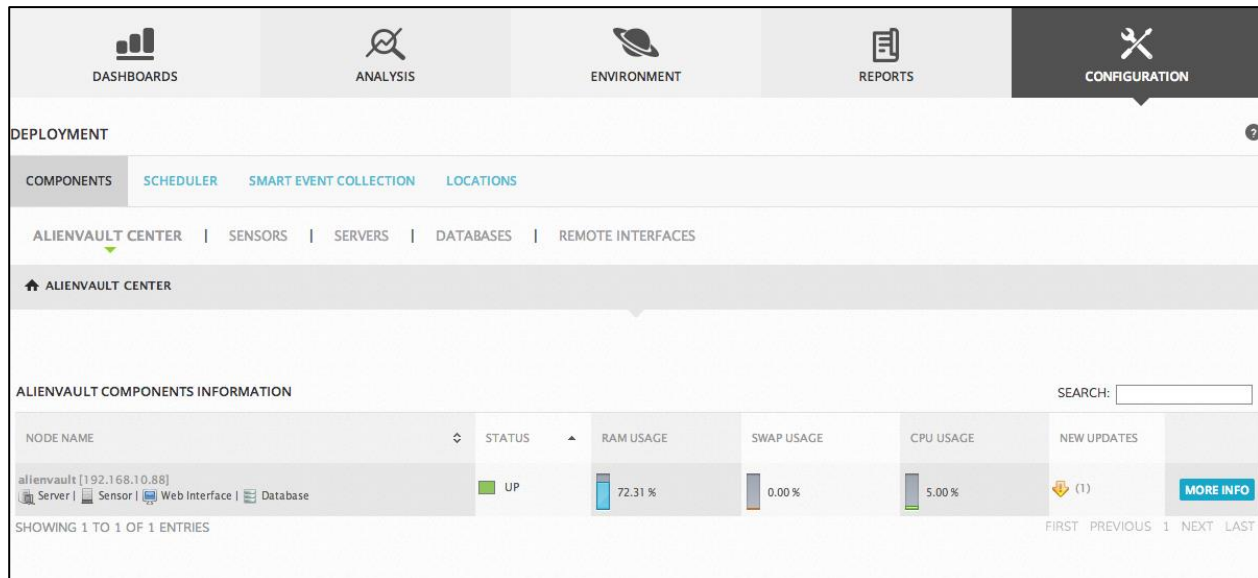 DASHBOARDS ANALYSIS ENVIRONMENT REPORTS CONFIGURATION
DEPLOYMENT ?
COMPONENTS SCHEDULER SMART EVENT COLLECTION LOCATIONS
ALIENVAULT CENTER | SENSORS | SERVERS | DATABASES | REMOTE INTERFACES
ALIENVAULT CENTER
ALIENVAULT COMPONENTS INFORMATION SEARCH:
NODE NAME STATUS RAM USAGE SWAP USAGE CPU USAGE NEW UPDATES
alienvault [192.168.10.88]
Server | Sensor | Web Interface | Database UP 72.31 % 0.00 % 5.00 % (1) MORE INFO
SHOWING 1 TO 1 OF 1 ENTRIES FIRST PREVIOUS 1 NEXT LAST